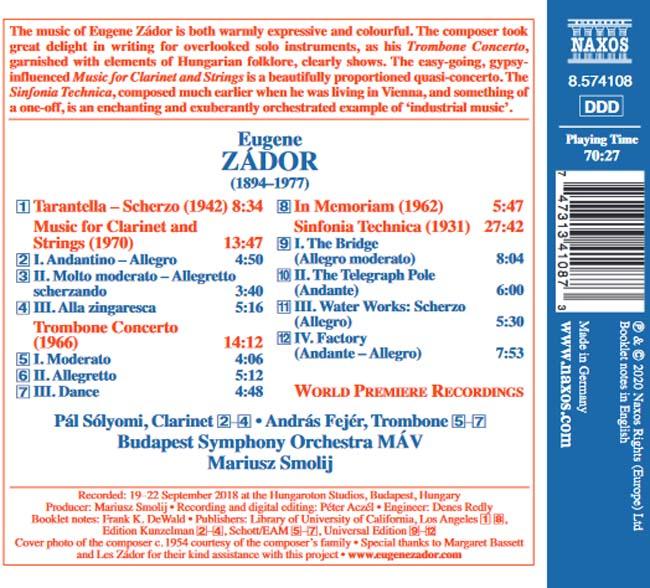 The music of Eugene Zádor is both warmly expressive and colourful. The composer took
great delight in writing for overlooked solo instruments, as his Trombone Concerto,
garnished with elements of Hungarian folklore, clearly shows. The easy-going, gypsy-
influenced Music for Clarinet and Strings is a beautifully proportioned quasi-concerto. The
Sinfonia Technica, composed much earlier when he was living in Vienna, and something of
a one-off, is an enchanting and exuberantly orchestrated example of ‘industrial music’.
Eugene
ZÁDOR
(1894–1977)
1 Tarantella – Scherzo (1942) 8:34
Music for Clarinet and
Strings (1970) 13:47
2 I. Andantino – Allegro 4:50
3 II. Molto moderato – Allegretto
scherzando 3:40
4 III. Alla zingaresca 5:16
Trombone Concerto
(1966) 14:12
5 I. Moderato 4:06
6 II. Allegretto 5:12
7 III. Dance 4:48
8 In Memoriam (1962) 5:47
Sinfonia Technica (1931) 27:42
9 I. The Bridge
(Allegro moderato) 8:04
10 II. The Telegraph Pole
(Andante) 6:00
11 III. Water Works: Scherzo
(Allegro) 5:30
12 IV. Factory
(Andante – Allegro) 7:53
WORLD PREMIERE RECORDINGS
Pál Sólyomi, Clarinet 2–4 • András Fejér, Trombone 5–7
Budapest Symphony Orchestra MÁV
Mariusz Smolij
Recorded: 19–22 September 2018 at the Hungaroton Studios, Budapest, Hungary
Producer: Mariusz Smolij • Recording and digital editing: Péter Aczél • Engineer: Denes Redly
Booklet notes: Frank K. DeWald • Publishers: Library of University of California, Los Angeles 1 8,
Edition Kunzelman 2–4, Schott/EAM 5–7, Universal Edition 9–12
Cover photo of the composer c. 1954 courtesy of the composer’s family • Special thanks to Margaret Bassett
and Les Zádor for their kind assistance with this project • www.eugenezador.com
NAXOS
8.574108
DDD
Playing Time
70:27
7 47313 41087 3
℗ & © 2020 Naxos Rights (Europe) Ltd
Booklet notes in English
Made in Germany
www.naxos.com